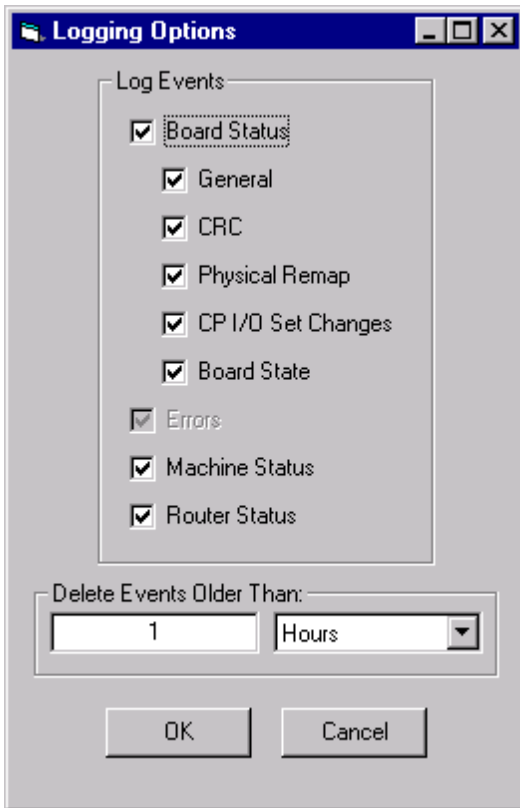 Logging Options
Log Events
Board Status
General
CRC
Physical Remap
CP I/O Set Changes
Board State
Errors
Machine Status
Router Status
Delete Events Older Than:
1 Hours
OK Cancel